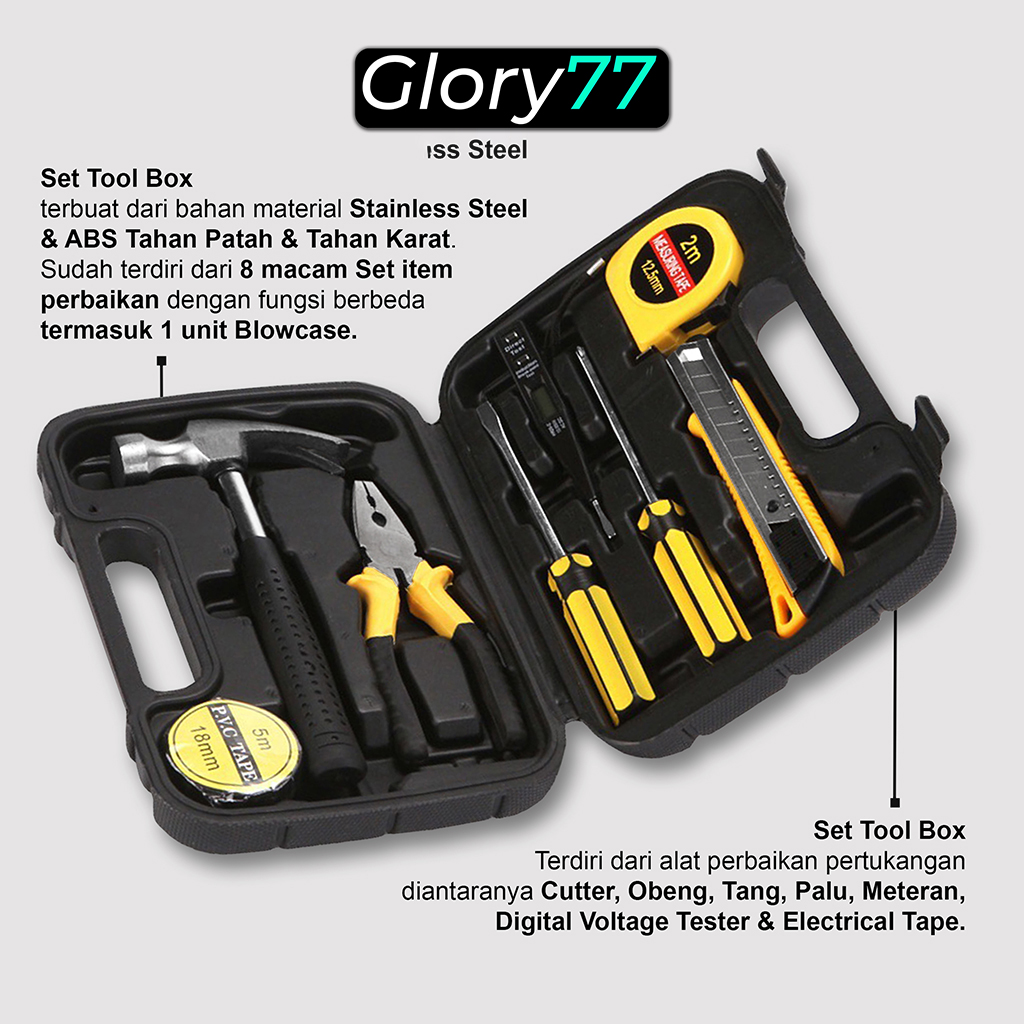 Glory77
ss Steel
Set Tool Box
terbuat dari bahan material Stainless Steel
& ABS Tahan Patah & Tahan Karat.
Sudah terdiri dari 8 macam Set item
perbaikan dengan fungsi berbeda
termasuk 1 unit Blowcase.
2m
MEASURING TAPE
12.5mm
Direct
Test
P.V.C TAPE
5m
18mm
Set Tool Box
Terdiri dari alat perbaikan pertukangan
diantaranya Cutter, Obeng, Tang, Palu, Meteran,
Digital Voltage Tester & Electrical Tape.